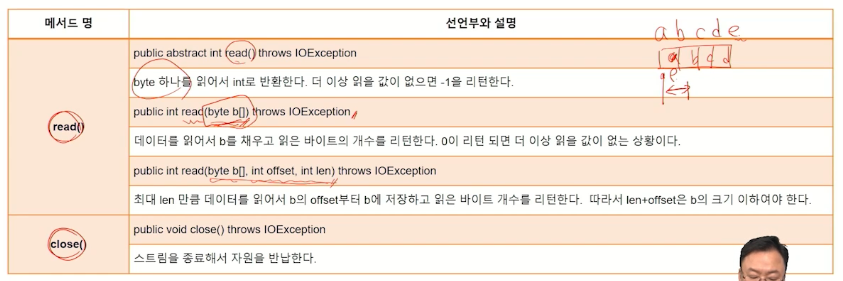 메서드 명 선언부와 설명
a b c d e
public abstract int read() throws IOException
a b c d
e
byte 하나를 읽어서 int로 반환한다. 더 이상 읽을 값이 없으면 -1을 리턴한다.
public int read(byte b[]) throws IOException
read()
데이터를 읽어서 b를 채우고 읽은 바이트의 개수를 리턴한다. 0이 리턴 되면 더 이상 읽을 값이 없는 상황이다.
public int read(byte b[], int offset, int len) throws IOException
최대 len 만큼 데이터를 읽어서 b의 offset부터 b에 저장하고 읽은 바이트 개수를 리턴한다. 따라서 len+offset은 b의 크기 이하여야 한다.
public void close() throws IOException
close()
스트림을 종료해서 자원을 반납한다.